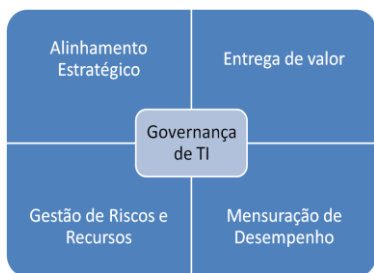 Alinhamento
Estratégico
Entrega de valor
Governança
de TI
Gestão de Riscos e
Recursos
Mensuração de
Desempenho